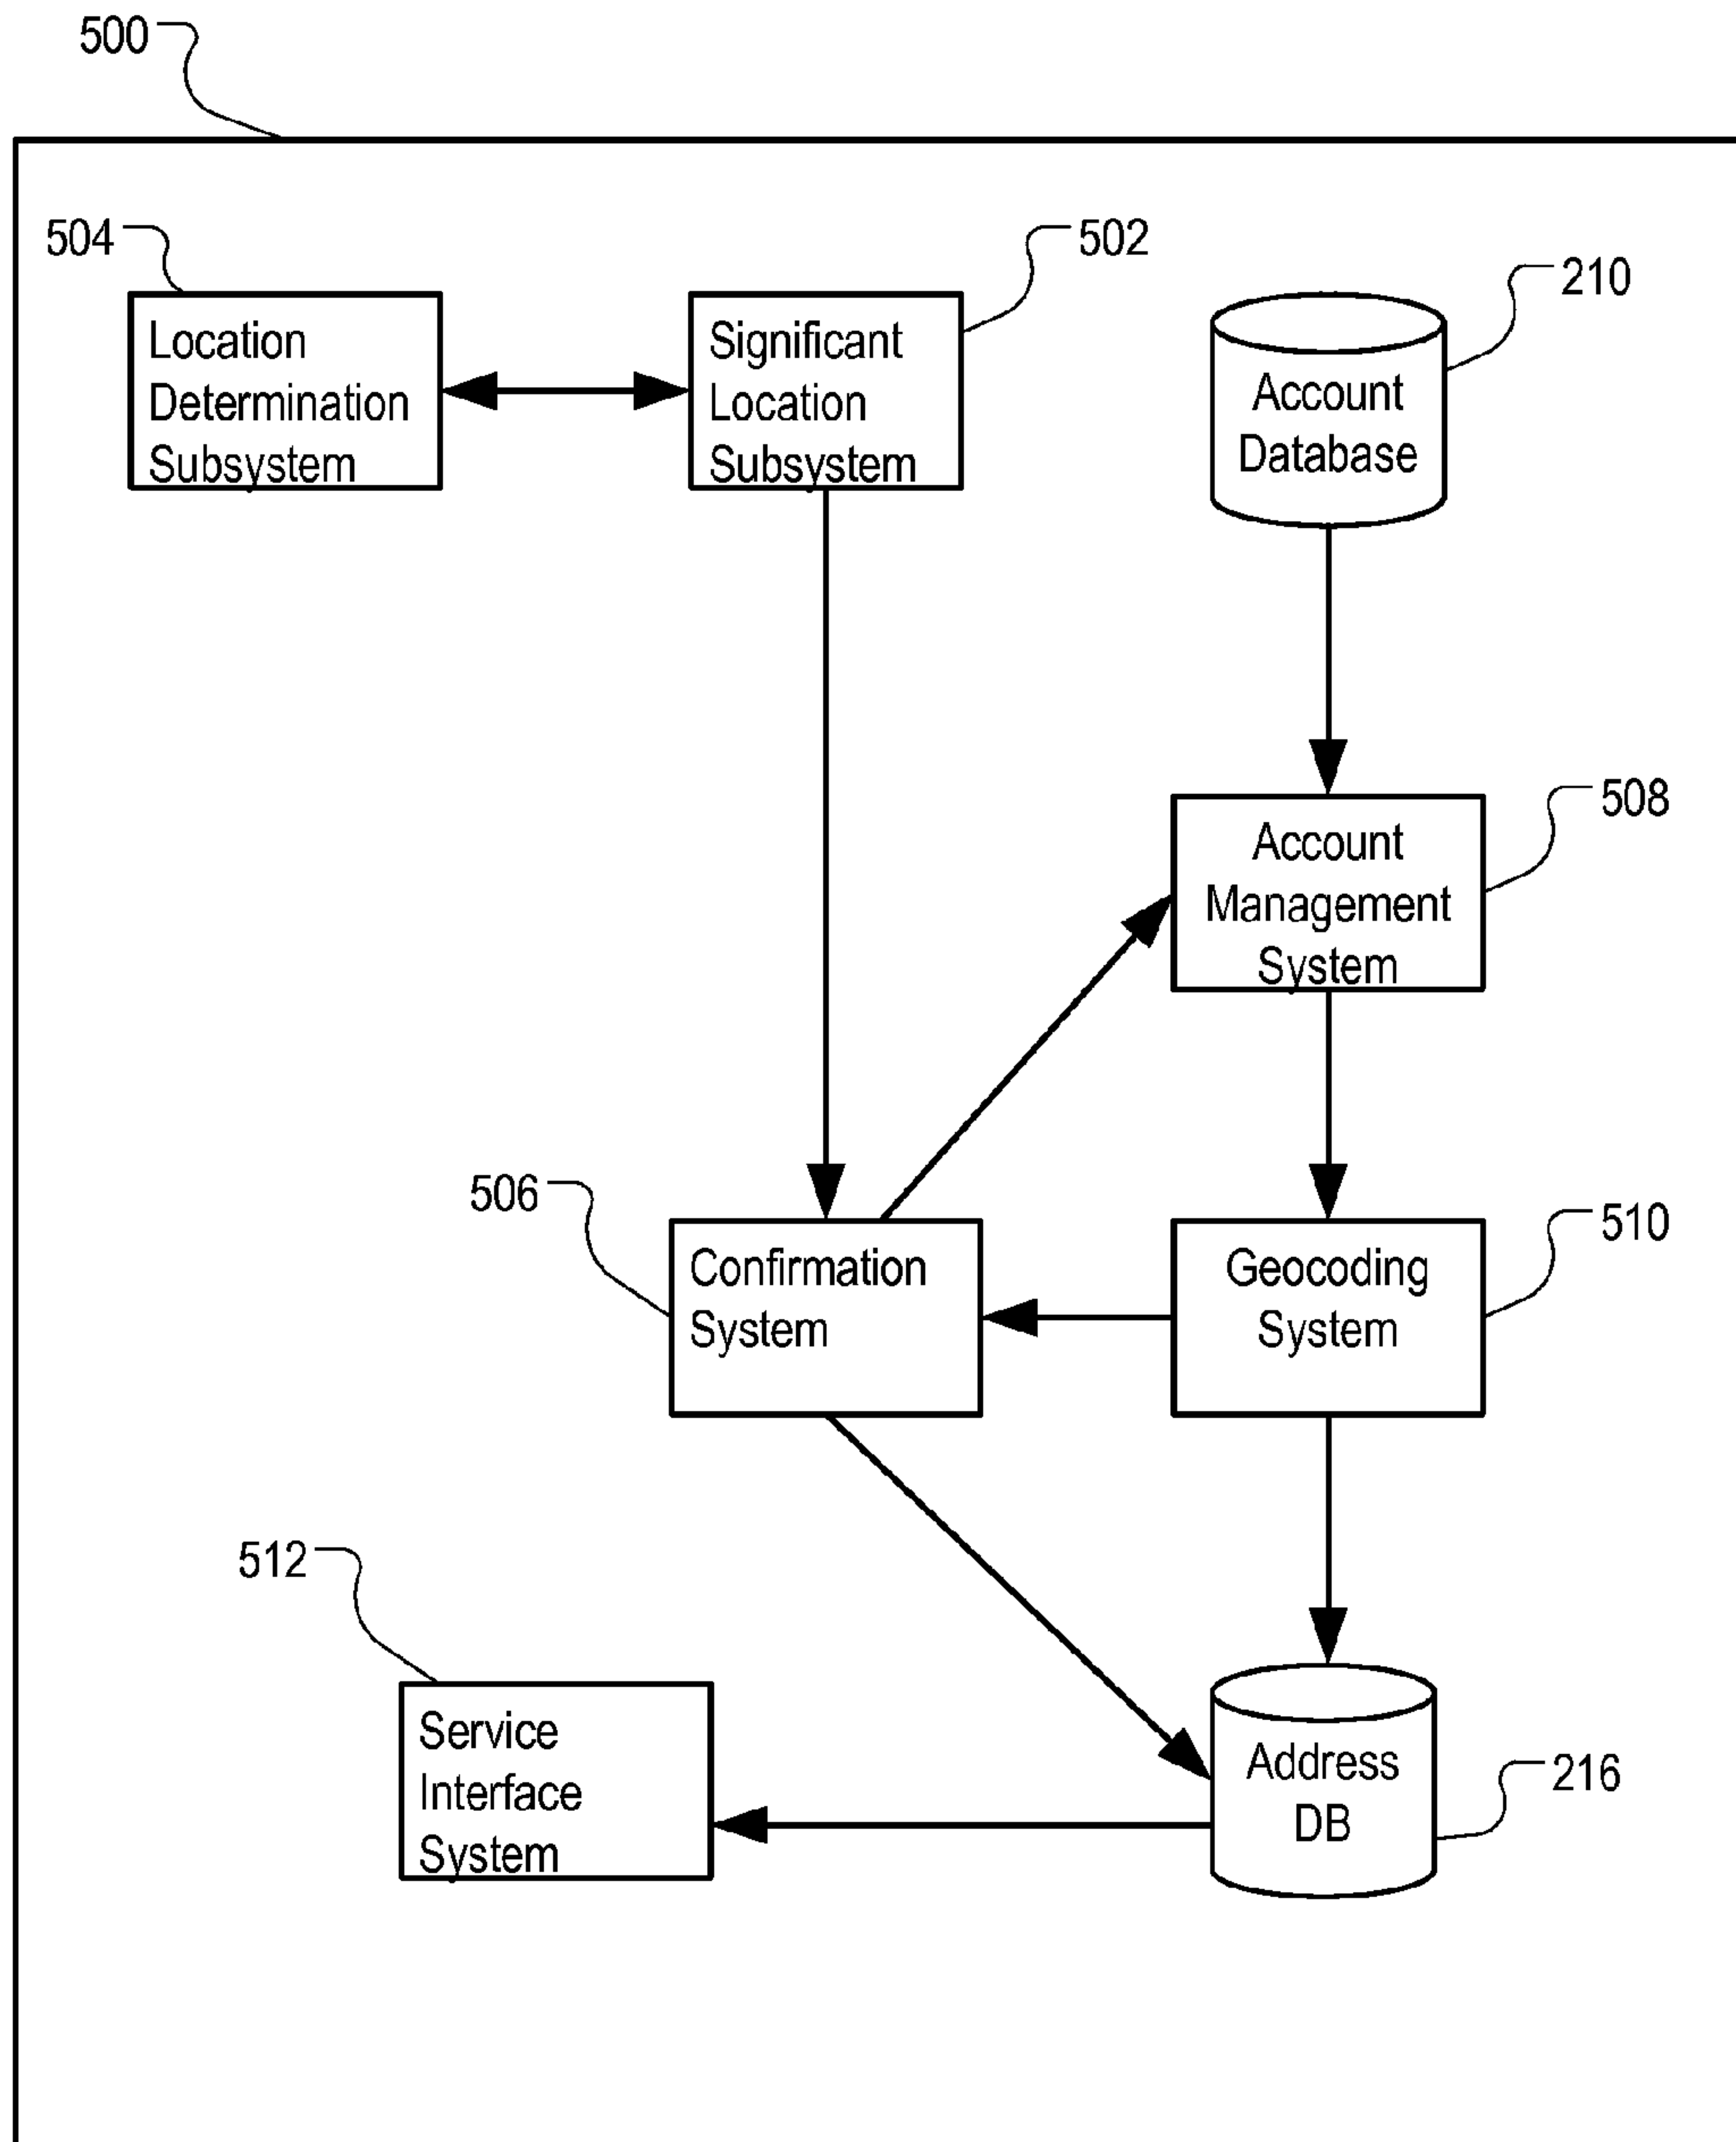 500
504
502
210
Location
Determination
Subsystem
Significant
Location
Subsystem
Account
Database
508
Account
Management
System
506
510
Confirmation
System
Geocoding
System
512
Service
Interface
System
Address
DB
216